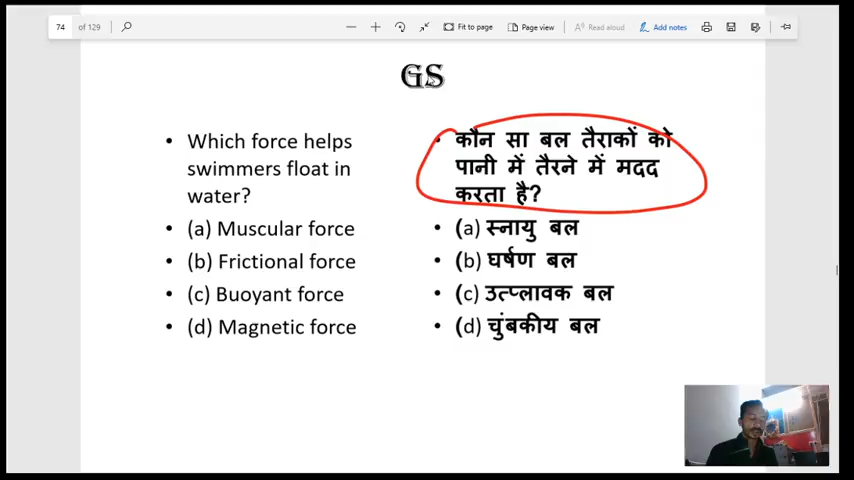 74 of 129 Fit to page Page view Read aloud Add notes
GS
• Which force helps
swimmers float in
water?
• (a) Muscular force
• (b) Frictional force
• (c) Buoyant force
• (d) Magnetic force
• कौन सा बल तैराकों को
पानी में तैरने में मदद
करता है?
• (a) स्नायु बल
• (b) घर्षण बल
• (c) उत्प्लावक बल
• (d) चुंबकीय बल